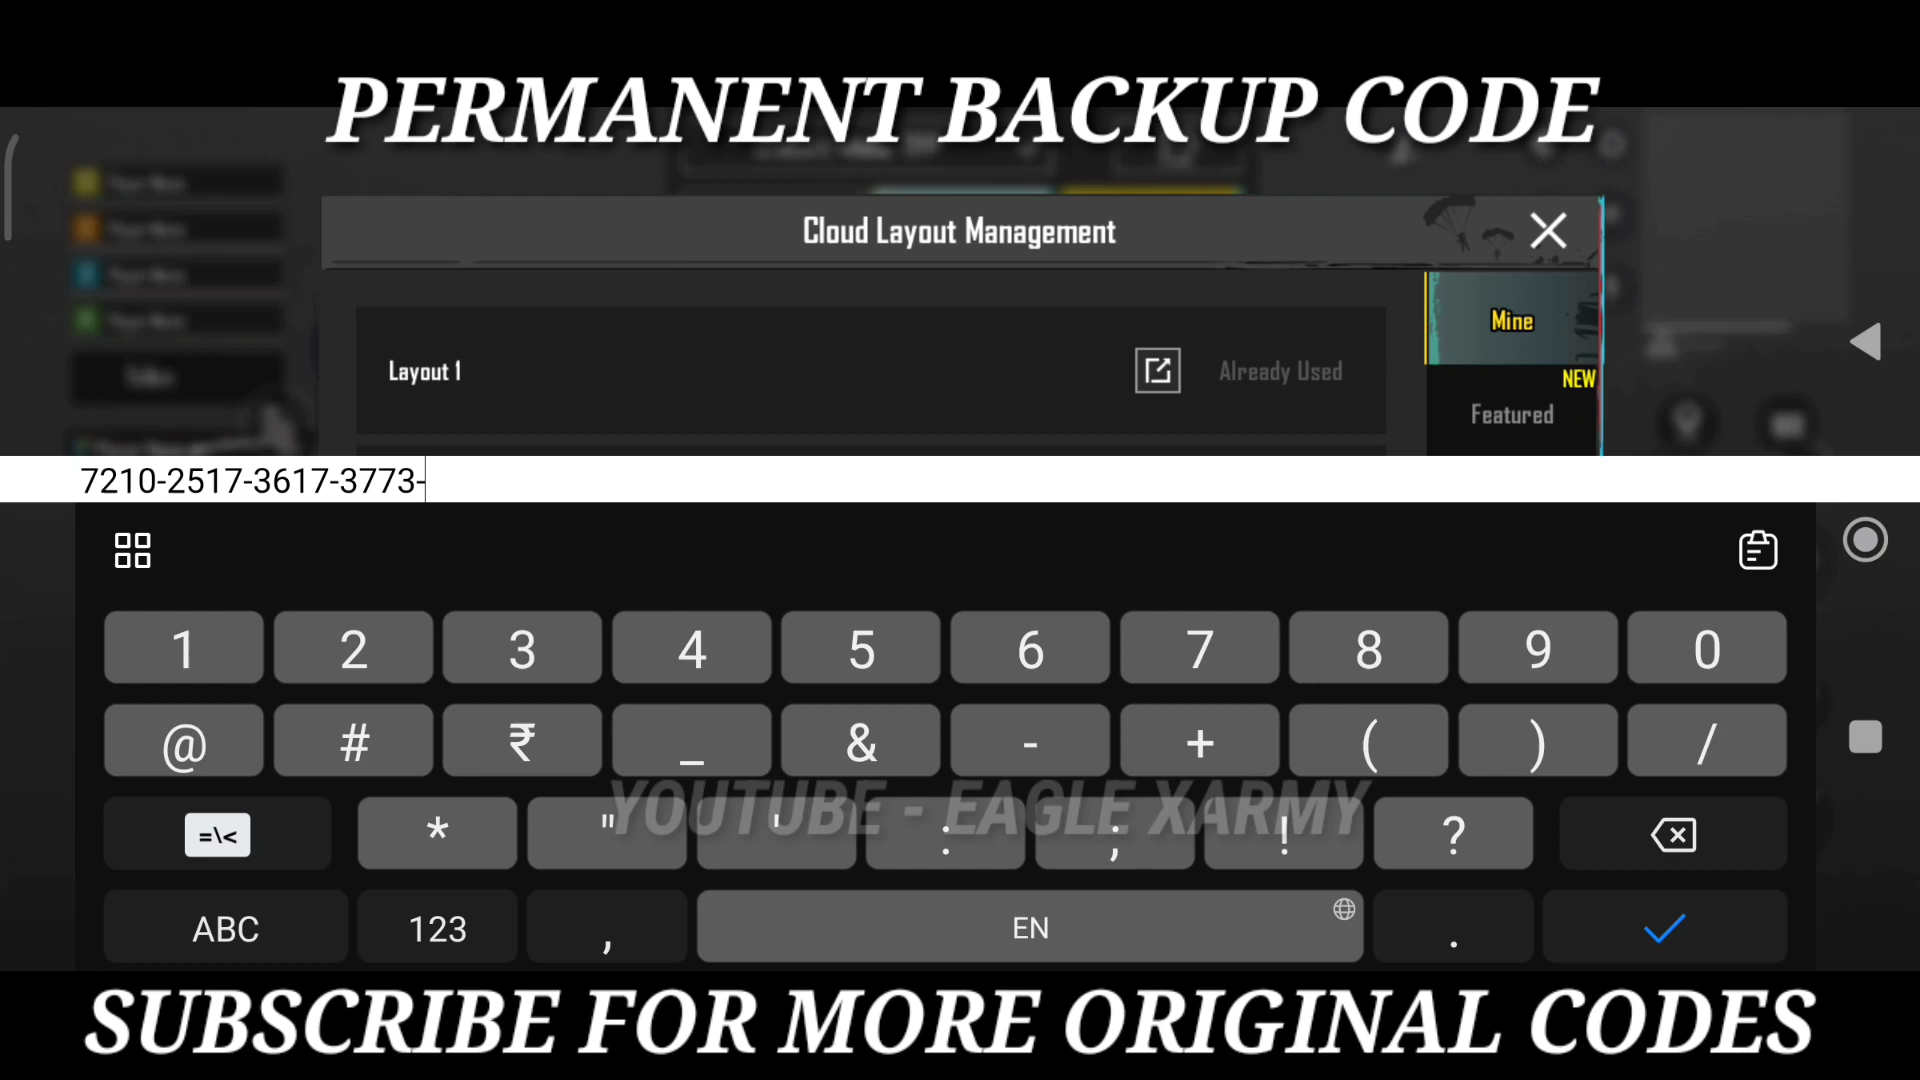 PERMANENT BACKUP CODE
Cloud Layout Management
Mine
Layout 1
Already Used
NEW
Featured
7210-2517-3617-3773-
1 2 3 4 5 6 7 8 9 0
@ # ₹ _ & - + ( ) /
YOUTUBE - EAGLE XARMY
=\< * " ' : ; ! ?
ABC 123 , EN .
SUBSCRIBE FOR MORE ORIGINAL CODES